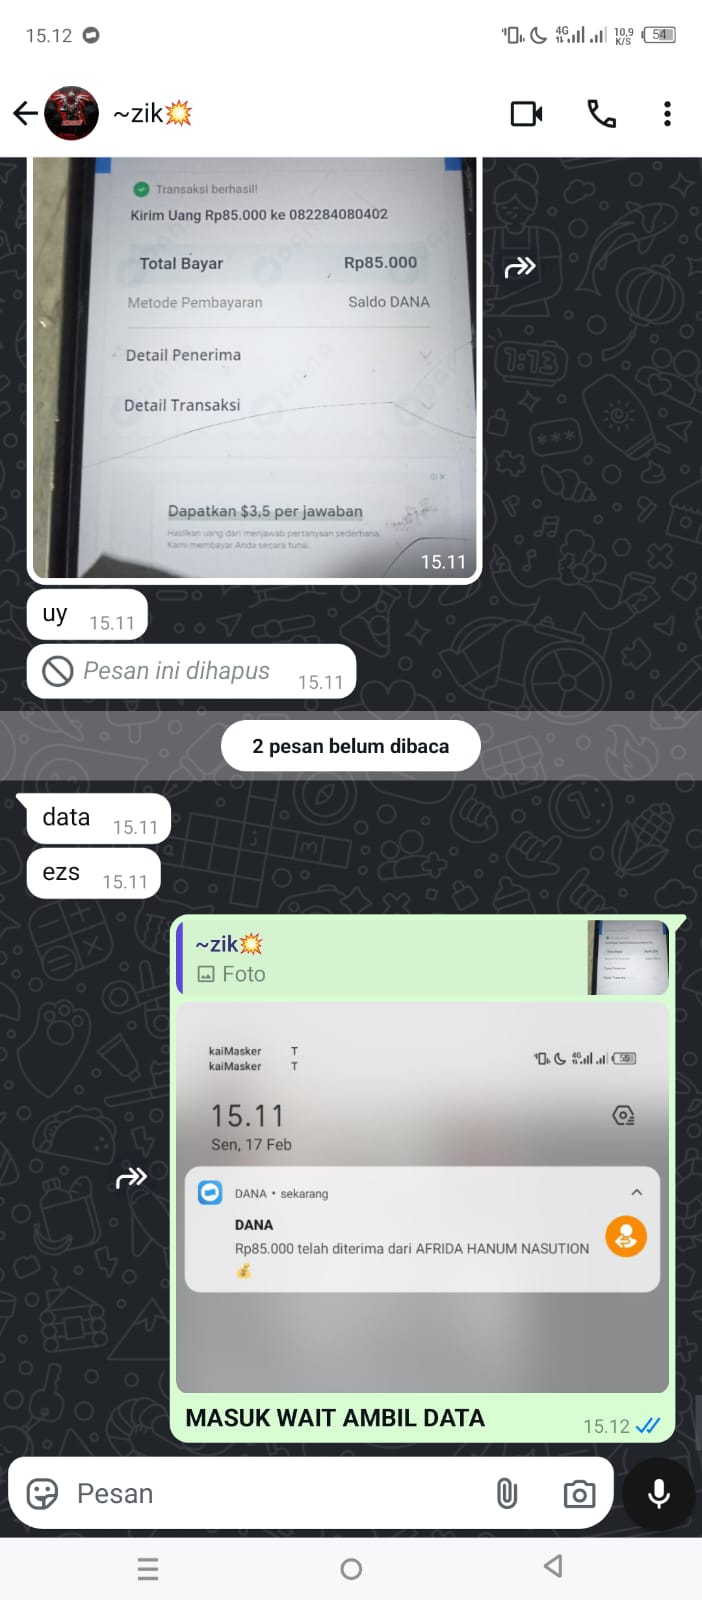 15.12
4G
10,9
K/S
54
~zik💥
Transaksi berhasil!
Kirim Uang Rp85.000 ke 082284080402
Total Bayar Rp85.000
Metode Pembayaran Saldo DANA
Detail Penerima
Detail Transaksi
Dapatkan $3,5 per jawaban
Hasilkan uang dari menjawab pertanyaan sederhana.
Kami membayar Anda secara tunai.
15.11
uy 15.11
Pesan ini dihapus 15.11
2 pesan belum dibaca
data 15.11
ezs 15.11
~zik💥
Foto
kaiMasker T
kaiMasker T
4G
55
15.11
Sen, 17 Feb
DANA • sekarang
DANA
Rp85.000 telah diterima dari AFRIDA HANUM NASUTION
💰
MASUK WAIT AMBIL DATA
15.12
Pesan